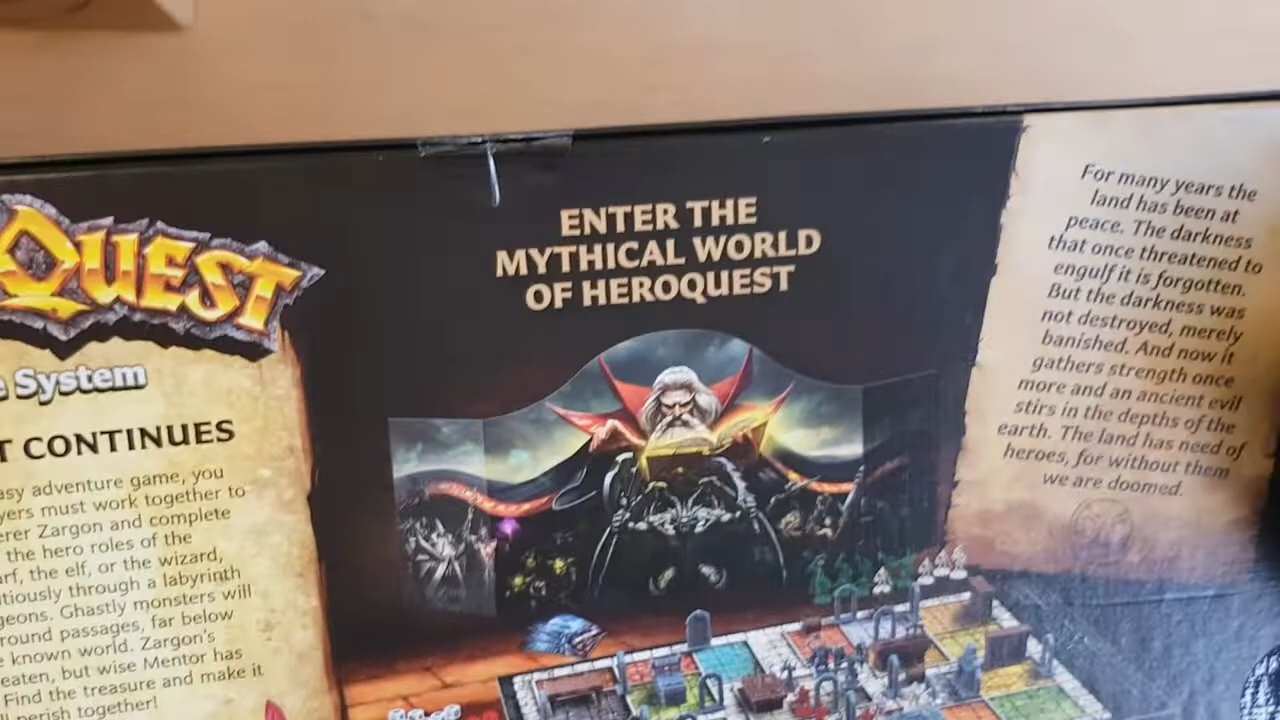 QUEST
System
T CONTINUES
asy adventure game, you
yers must work together to
erer Zargon and complete
the hero roles of the
arf, the elf, or the wizard,
itiously through a labyrinth
geons. Ghastly monsters will
round passages, far below
known world. Zargon's
eaten, but wise Mentor has
Find the treasure and make it
ll perish together!
ENTER THE
MYTHICAL WORLD
OF HEROQUEST
For many years the
land has been at
peace. The darkness
that once threatened to
engulf it is forgotten.
But the darkness was
not destroyed, merely
banished. And now it
gathers strength once
more and an ancient evil
stirs in the depths of the
earth. The land has need of
heroes, for without them
we are doomed.